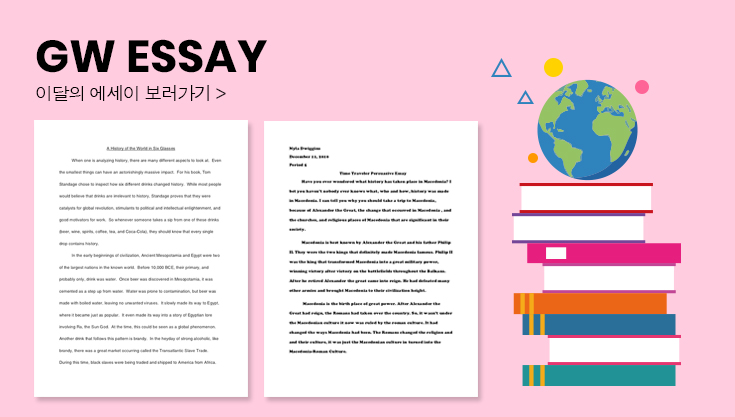 GW ESSAY
이달의 에세이 보러가기 >
A History of the World in Six Glasses
When one is analyzing history, there are many different aspects to look at. Even
the smallest things can have an astonishingly massive impact. For his book, Tom
Standage chose to inspect how six different drinks changed history. While most people
would believe that drinks are irrelevant to history, Standage proves that they were
catalysts for global revolution, stimulants to political and intellectual enlightenment, and
good motivators for work. So whenever someone takes a sip from one of those drinks
(beer, wine, spirits, coffee, tea, and Coca-Cola), they should know that every single
drop contains history.
In the early beginnings of civilization, Ancient Mesopotamia and Egypt were two
of the largest nations in the known world. Before 10,000 BCE, their primary, and
probably only, drink was water. Once beer was discovered in Mesopotamia, it was
cemented as a step up from water. Water was prone to contamination, but beer was
made with boiled water, leaving no unwanted viruses. It slowly made its way to Egypt,
where it became just as popular. It even made its way into a story of Egyptian lore
involving Ra, the Sun God. At the time, this could be seen as a global phenomenon.
Another drink that follows this pattern is brandy. In the heyday of strong alcohols, like
brandy, there was a great market occurring called the Transatlantic Slave Trade.
During this time, black slaves were being traded and shipped to America from Africa.
Nyla Dwiggins
December 12, 2016
Period 5
Time Traveler Persuasive Essay
Have you ever wondered what history has taken place in Macedonia? I
bet you haven't nobody ever knows what, who and how, history was made
in Macedonia. I can tell you why you should take a trip to Macedonia,
because of Alexander the Great, the change that occurred in Macedonia , and
the churches, and religious places of Macedonia that are significant to their
society.
Macedonia is best known by Alexander the Great and his father Philip
II. They were the two kings that definitely made Macedonia famous. Philip II
was the king that transformed Macedonia into a great military power,
winning victory after victory on the battlefields throughout the Balkans.
After he retired Alexander the great came into reign. He had defeated many
other armies and brought Macedonia to their civilization height.
Macedonia is the birth place of great power. After Alexander the
Great had reign, the Romans had taken over the country. So, it wasn't under
the Macedonian culture it now was ruled by the roman culture. It had
changed the ways Macedonia had been. The Romans changed the religion and
and their culture, it was just the Macedonian culture in turned into the
Macedonia-Roman Culture.